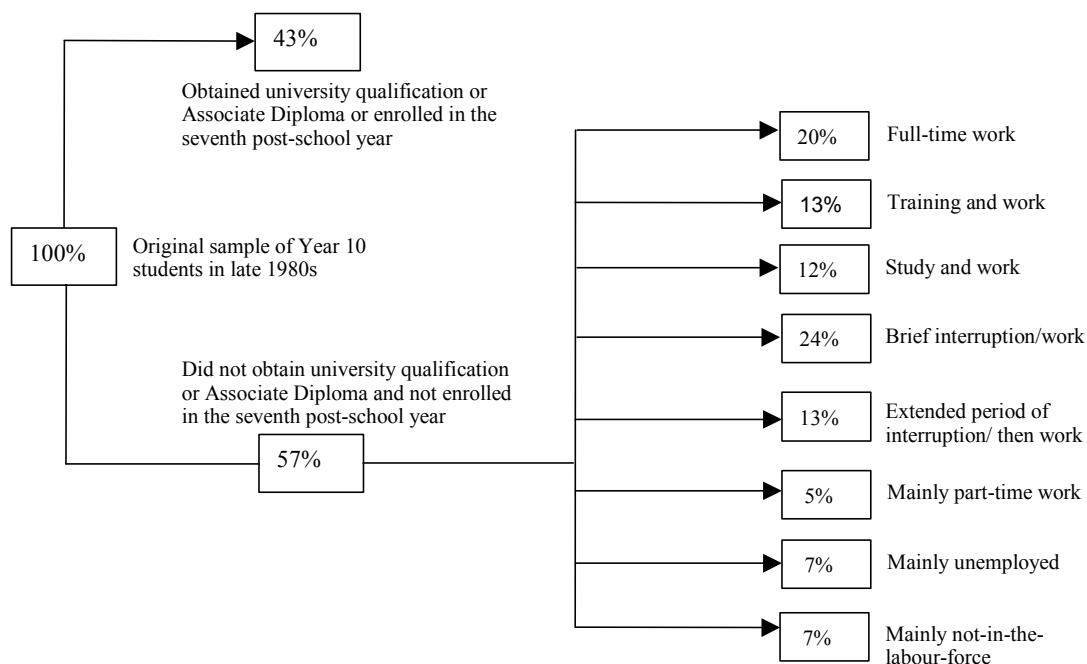 43%
Obtained university qualification or
Associate Diploma or enrolled in the
seventh post-school year
100%
Original sample of Year 10
students in late 1980s
Did not obtain university qualification
or Associate Diploma and not enrolled
in the seventh post-school year
57%
20%
Full-time work
13%
Training and work
12%
Study and work
24%
Brief interruption/work
13%
Extended period of
interruption/ then work
5%
Mainly part-time work
7%
Mainly unemployed
7%
Mainly not-in-the-
labour-force